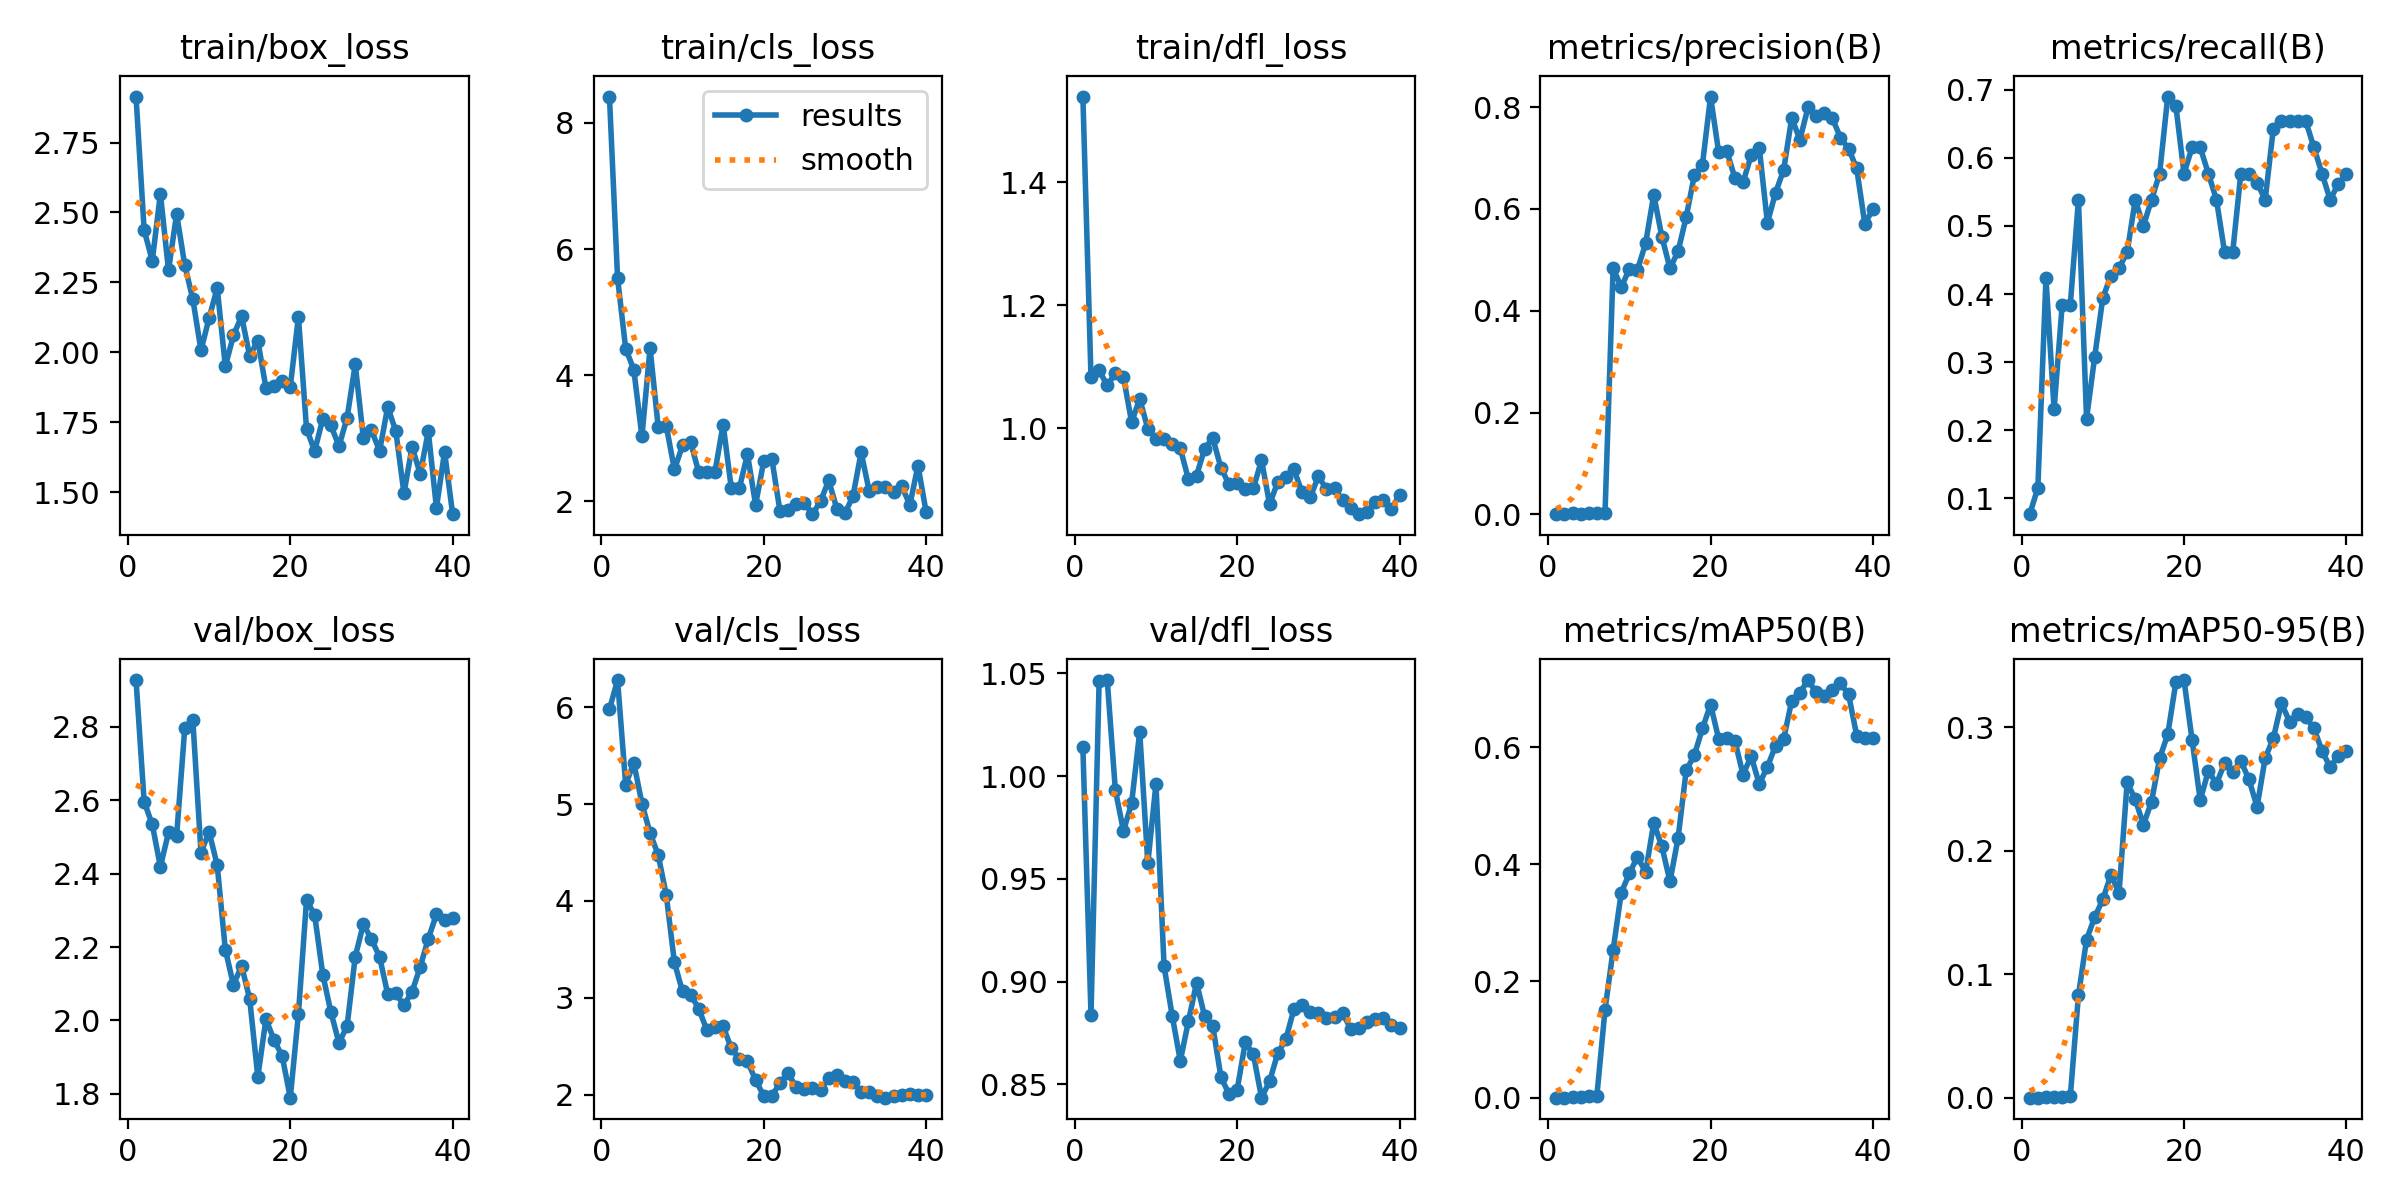 train/box_loss
train/cls_loss
train/dfl_loss
metrics/precision(B)
metrics/recall(B)
2.75
2.50
2.25
2.00
1.75
1.50
0 20 40
8
6
4
2
0 20 40
results
smooth
1.4
1.2
1.0
0 20 40
0.8
0.6
0.4
0.2
0.0
0 20 40
0.7
0.6
0.5
0.4
0.3
0.2
0.1
0 20 40
val/box_loss
val/cls_loss
val/dfl_loss
metrics/mAP50(B)
metrics/mAP50-95(B)
2.8
2.6
2.4
2.2
2.0
1.8
0 20 40
6
5
4
3
2
0 20 40
1.05
1.00
0.95
0.90
0.85
0 20 40
0.6
0.4
0.2
0.0
0 20 40
0.3
0.2
0.1
0.0
0 20 40